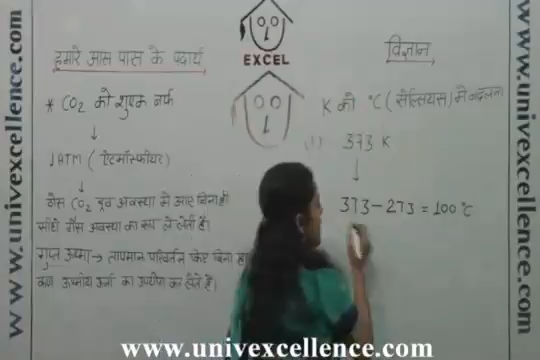 हमारे आस पास के पदार्थ
* CO2 को शुष्क बर्फ
↓
1ATM ( ऐटमॉस्फीयर)
ठोस CO2 द्रव अवस्था में आए बिना ही
सीधे गैस अवस्था का रूप ले लेती है।
गुप्त ऊष्मा → तापमान परिवर्तन किए बिना ही
कण ऊष्मीय ऊर्जा का उपयोग कर लेते हैं।
EXCEL
विज्ञान
K को °C ( सेल्सियस) में बदलना
(1) 373 K
↓
373 - 273 = 100 °C
www.univexcellence.com
www.univexcellence.com
www.univexcellence.com